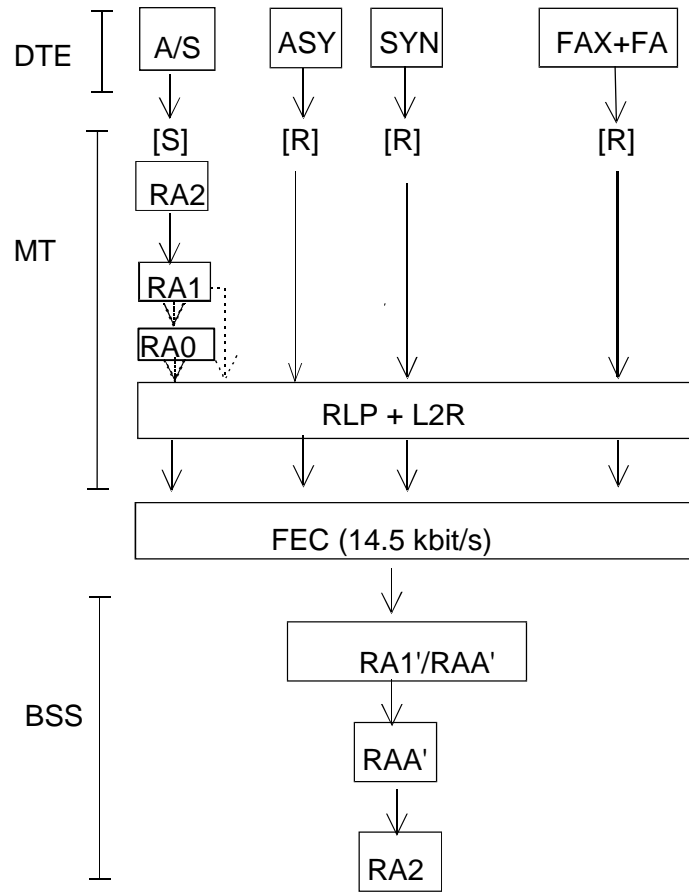 DTE
A/S ASY SYN FAX+FA
[S] [R] [R] [R]
RA2
MT
RA1
RA0
RLP + L2R
FEC (14.5 kbit/s)
RA1'/RAA'
BSS
RAA'
RA2